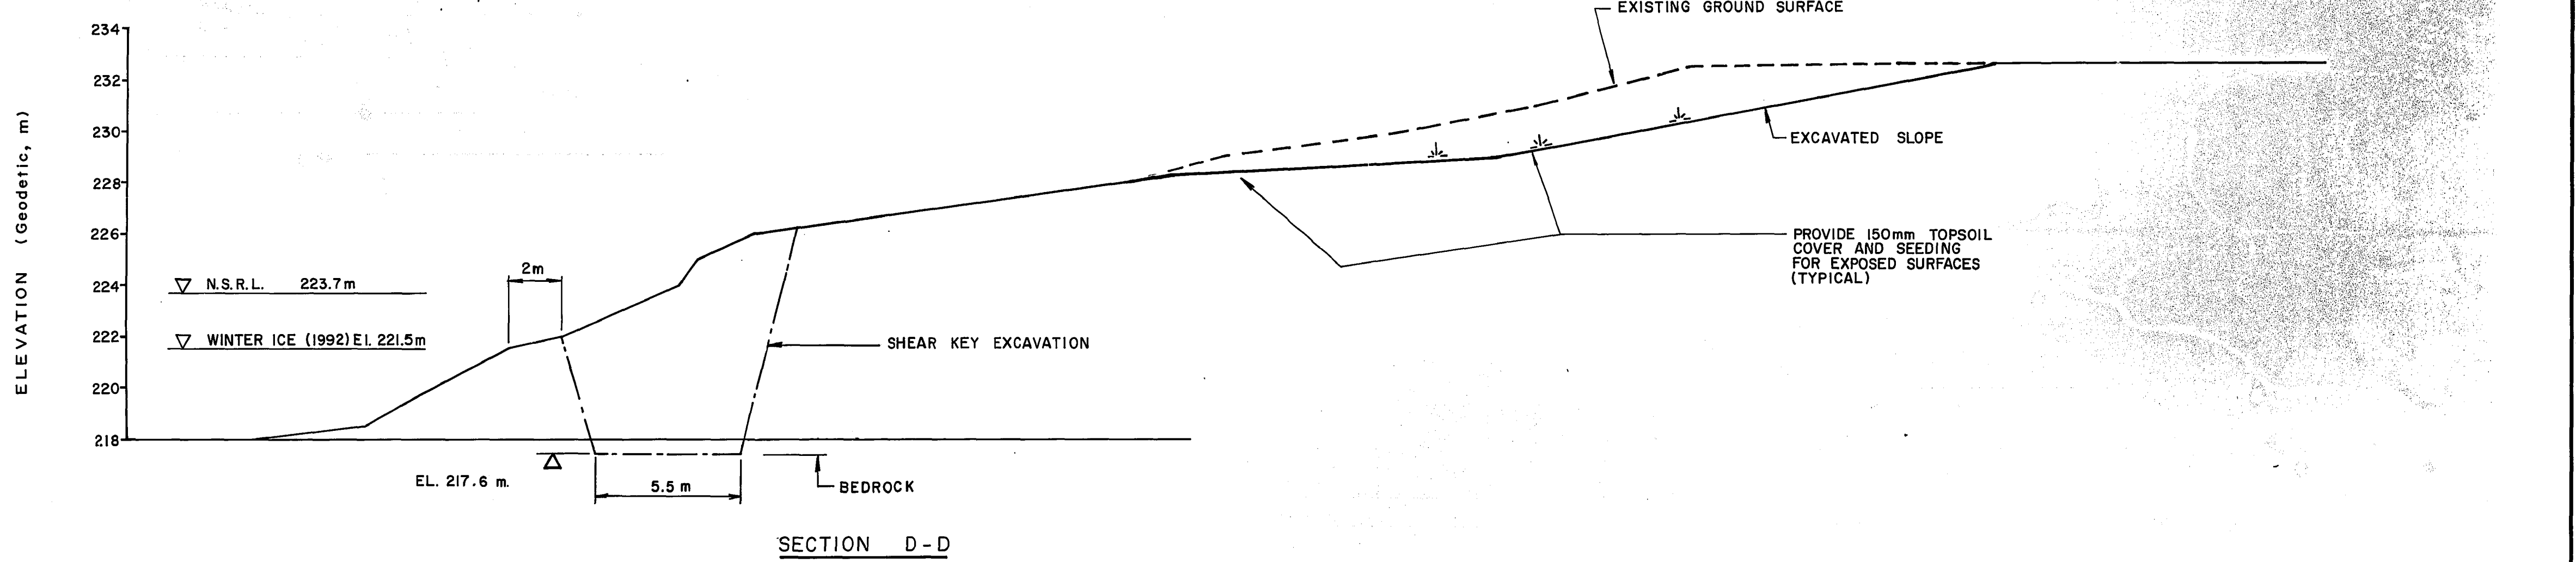 EXISTING GROUND SURFACE
234
232
230
228
226
224
222
220
218
ELEVATION (Geodetic, m)
EXCAVATED SLOPE
PROVIDE 150mm TOPSOIL
COVER AND SEEDING
FOR EXPOSED SURFACES
(TYPICAL)
2m
N.S.R.L. 223.7m
WINTER ICE (1992) El. 221.5m
SHEAR KEY EXCAVATION
EL. 217.6 m.
5.5 m
BEDROCK
SECTION D-D